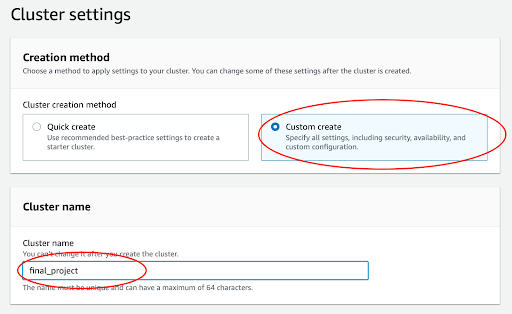 Cluster settings
Creation method
Choose a method to apply settings to your cluster. You can change some of these settings after the cluster is created.
Cluster creation method
Quick create
Use recommended best-practice settings to create a
starter cluster.
Custom create
Specify all settings, including security, availability, and
custom configuration.
Cluster name
Cluster name
You can't change it after you create the cluster.
final_project
The name must be unique and can have a maximum of 64 characters.